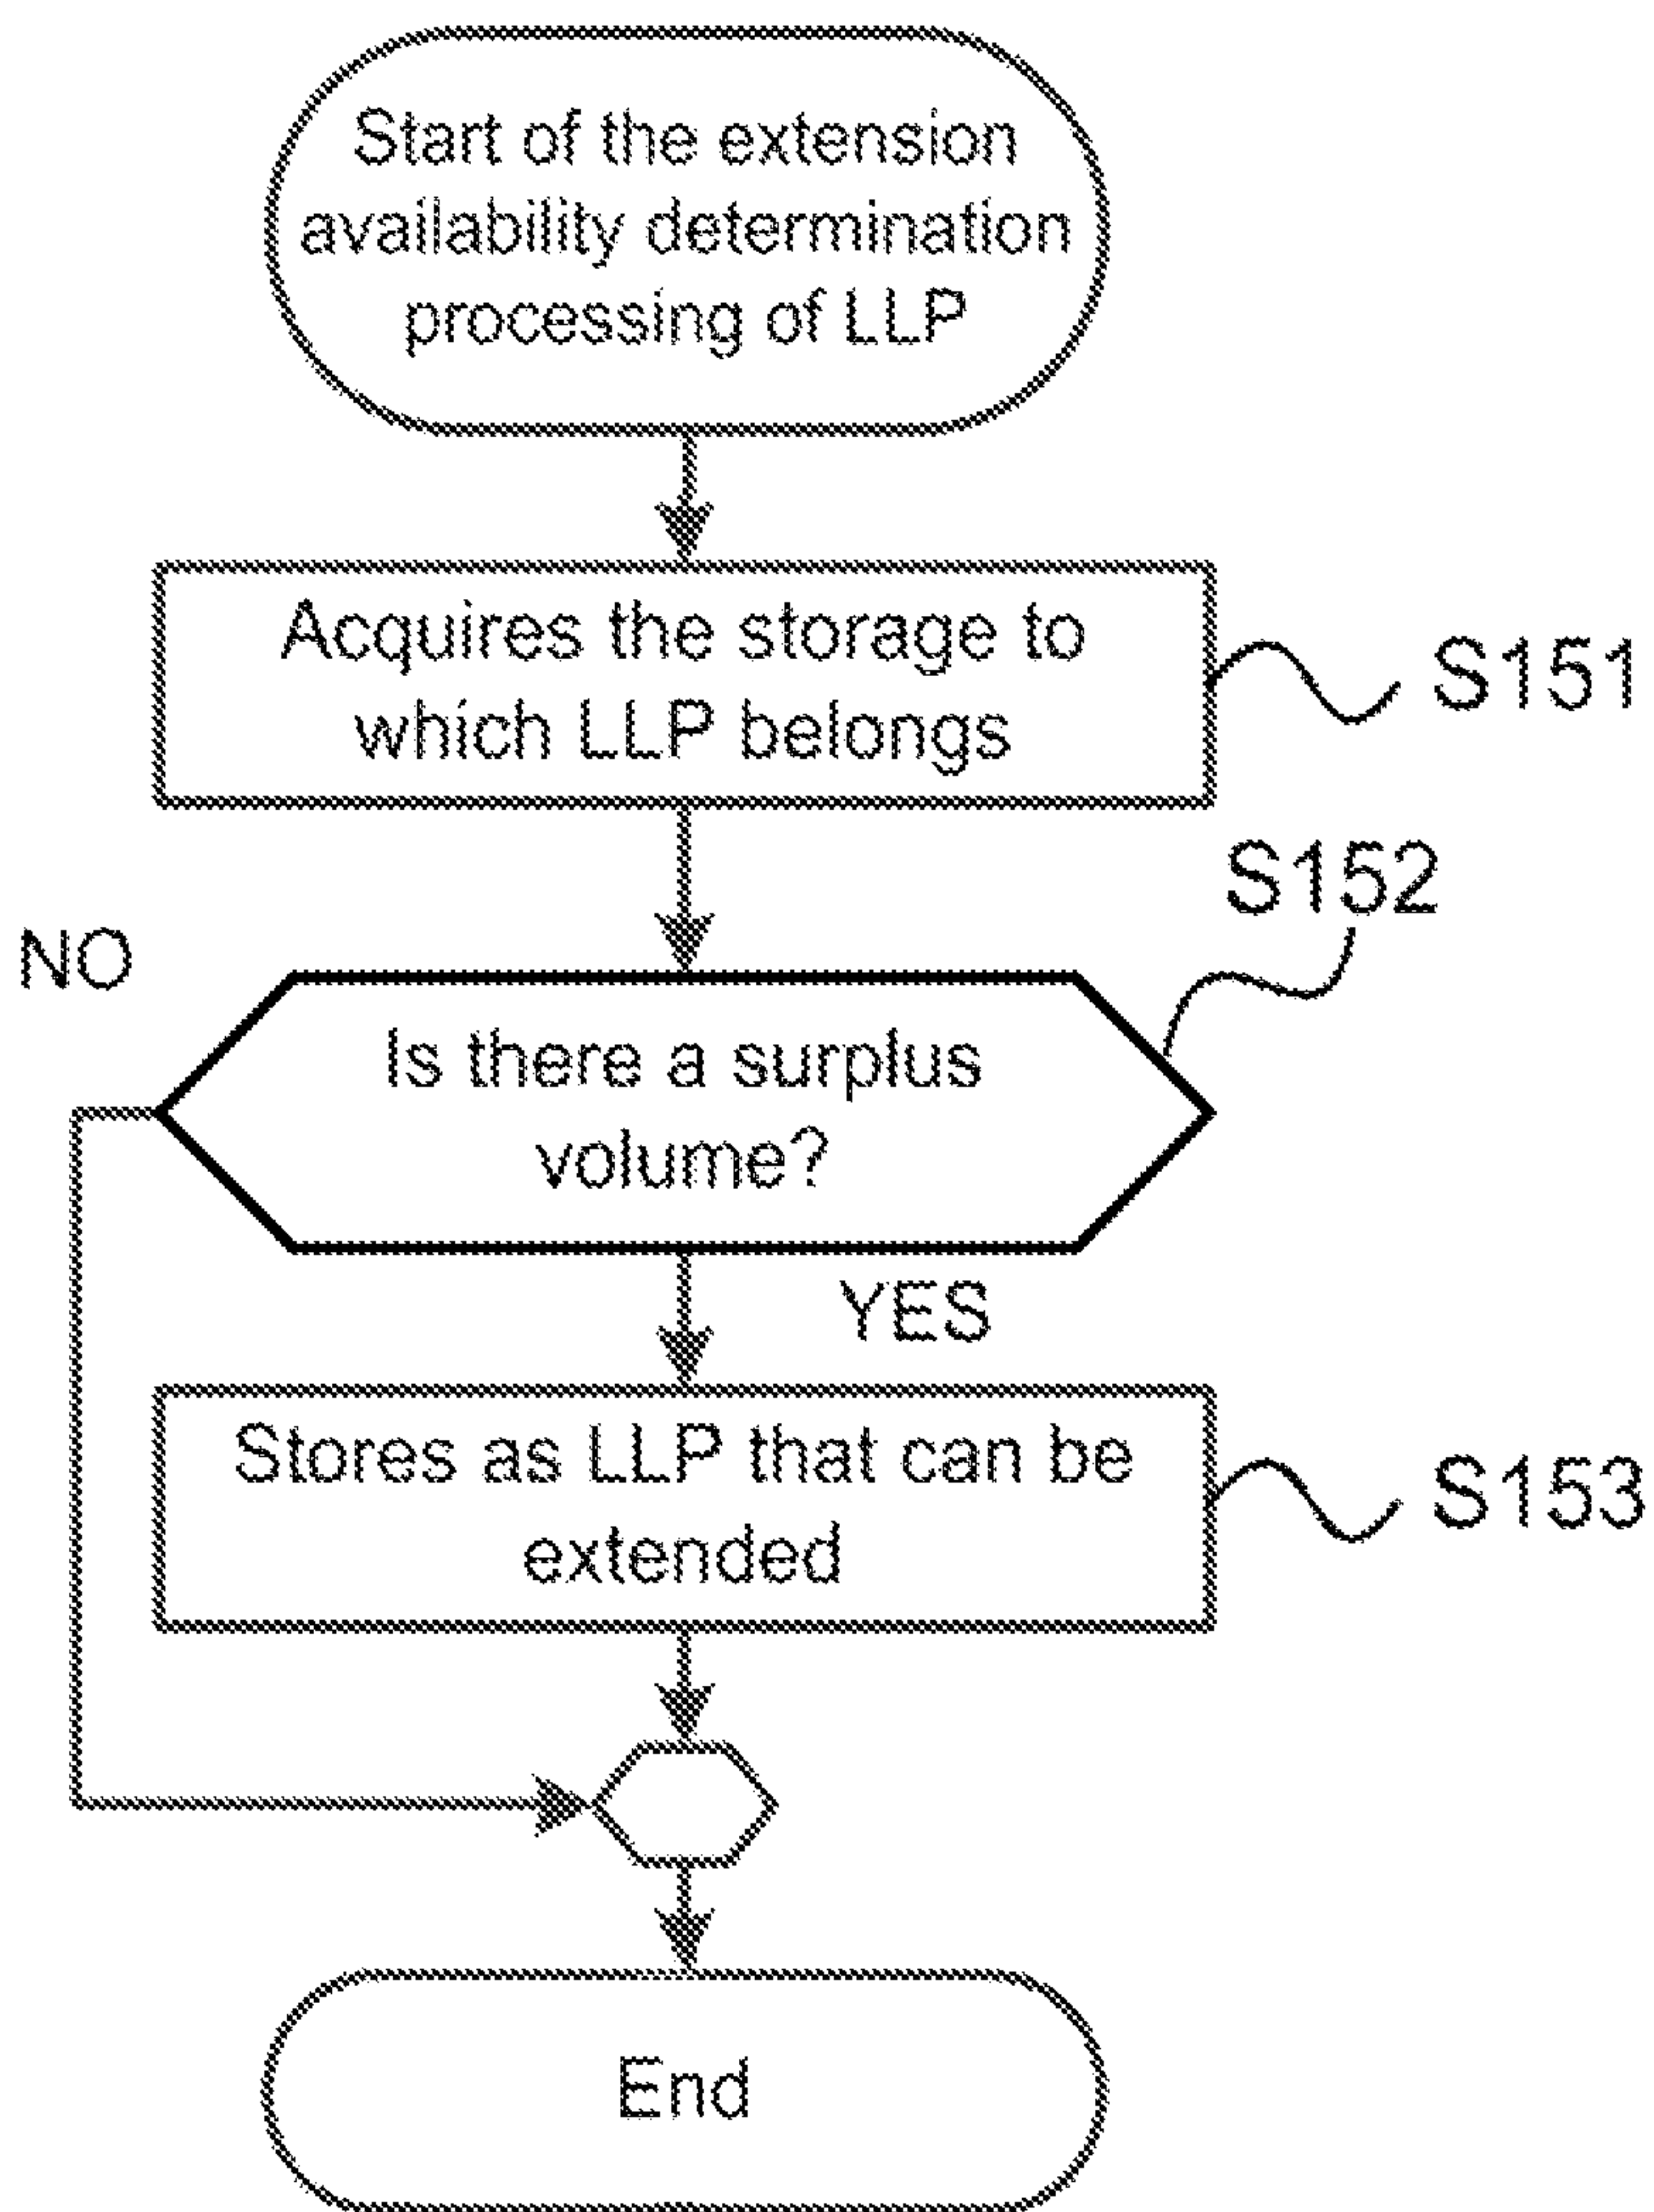 Start of the extension
availability determination
processing of LLP
Acquires the storage to
which LLP belongs
S151
S152
NO
Is there a surplus
volume?
YES
Stores as LLP that can be
extended
S153
End